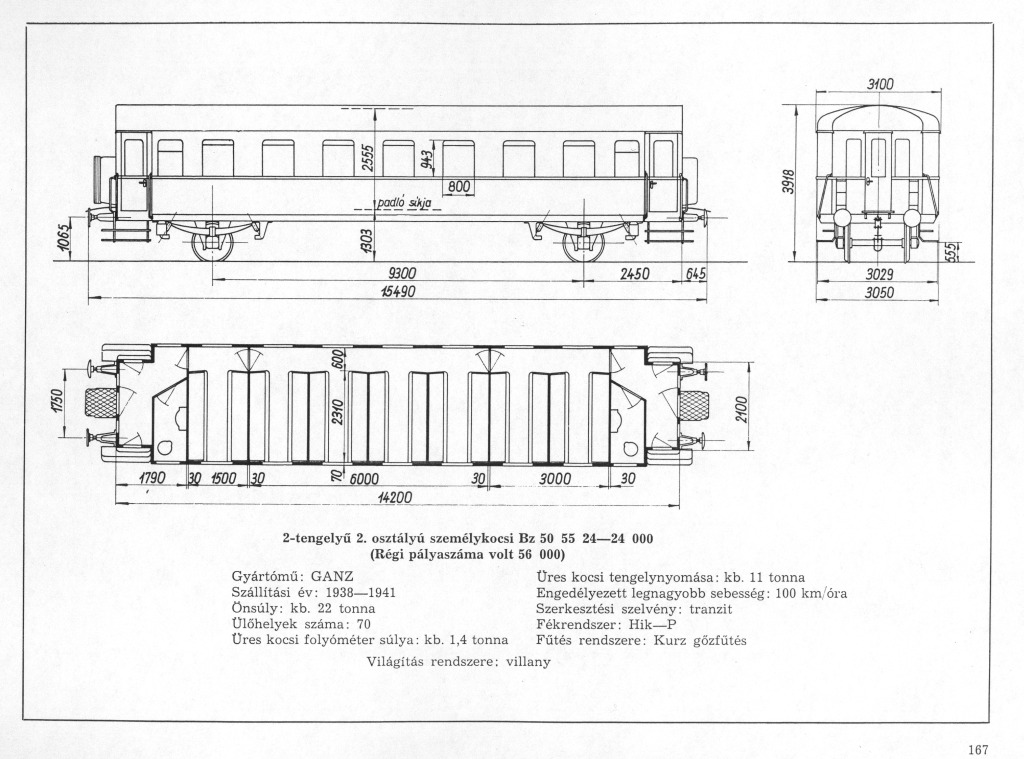 3100
2555
943
800
padló síkja
3918
1065
1303
555
9300
2450
645
3029
15490
3050
600
1750
2310
2100
70
1790
30
1500
30
6000
30
3000
30
14200
2-tengelyű 2. osztályú személykocsi Bz 50 55 24—24 000
(Régi pályaszáma volt 56 000)
Gyártómű: GANZ
Szállítási év: 1938—1941
Önsúly: kb. 22 tonna
Ülőhelyek száma: 70
Üres kocsi folyóméter súlya: kb. 1,4 tonna
Üres kocsi tengelynyomása: kb. 11 tonna
Engedélyezett legnagyobb sebesség: 100 km/óra
Szerkesztési szelvény: tranzit
Fékrendszer: Hik—P
Fűtés rendszere: Kurz gőzfűtés
Világítás rendszere: villany
167